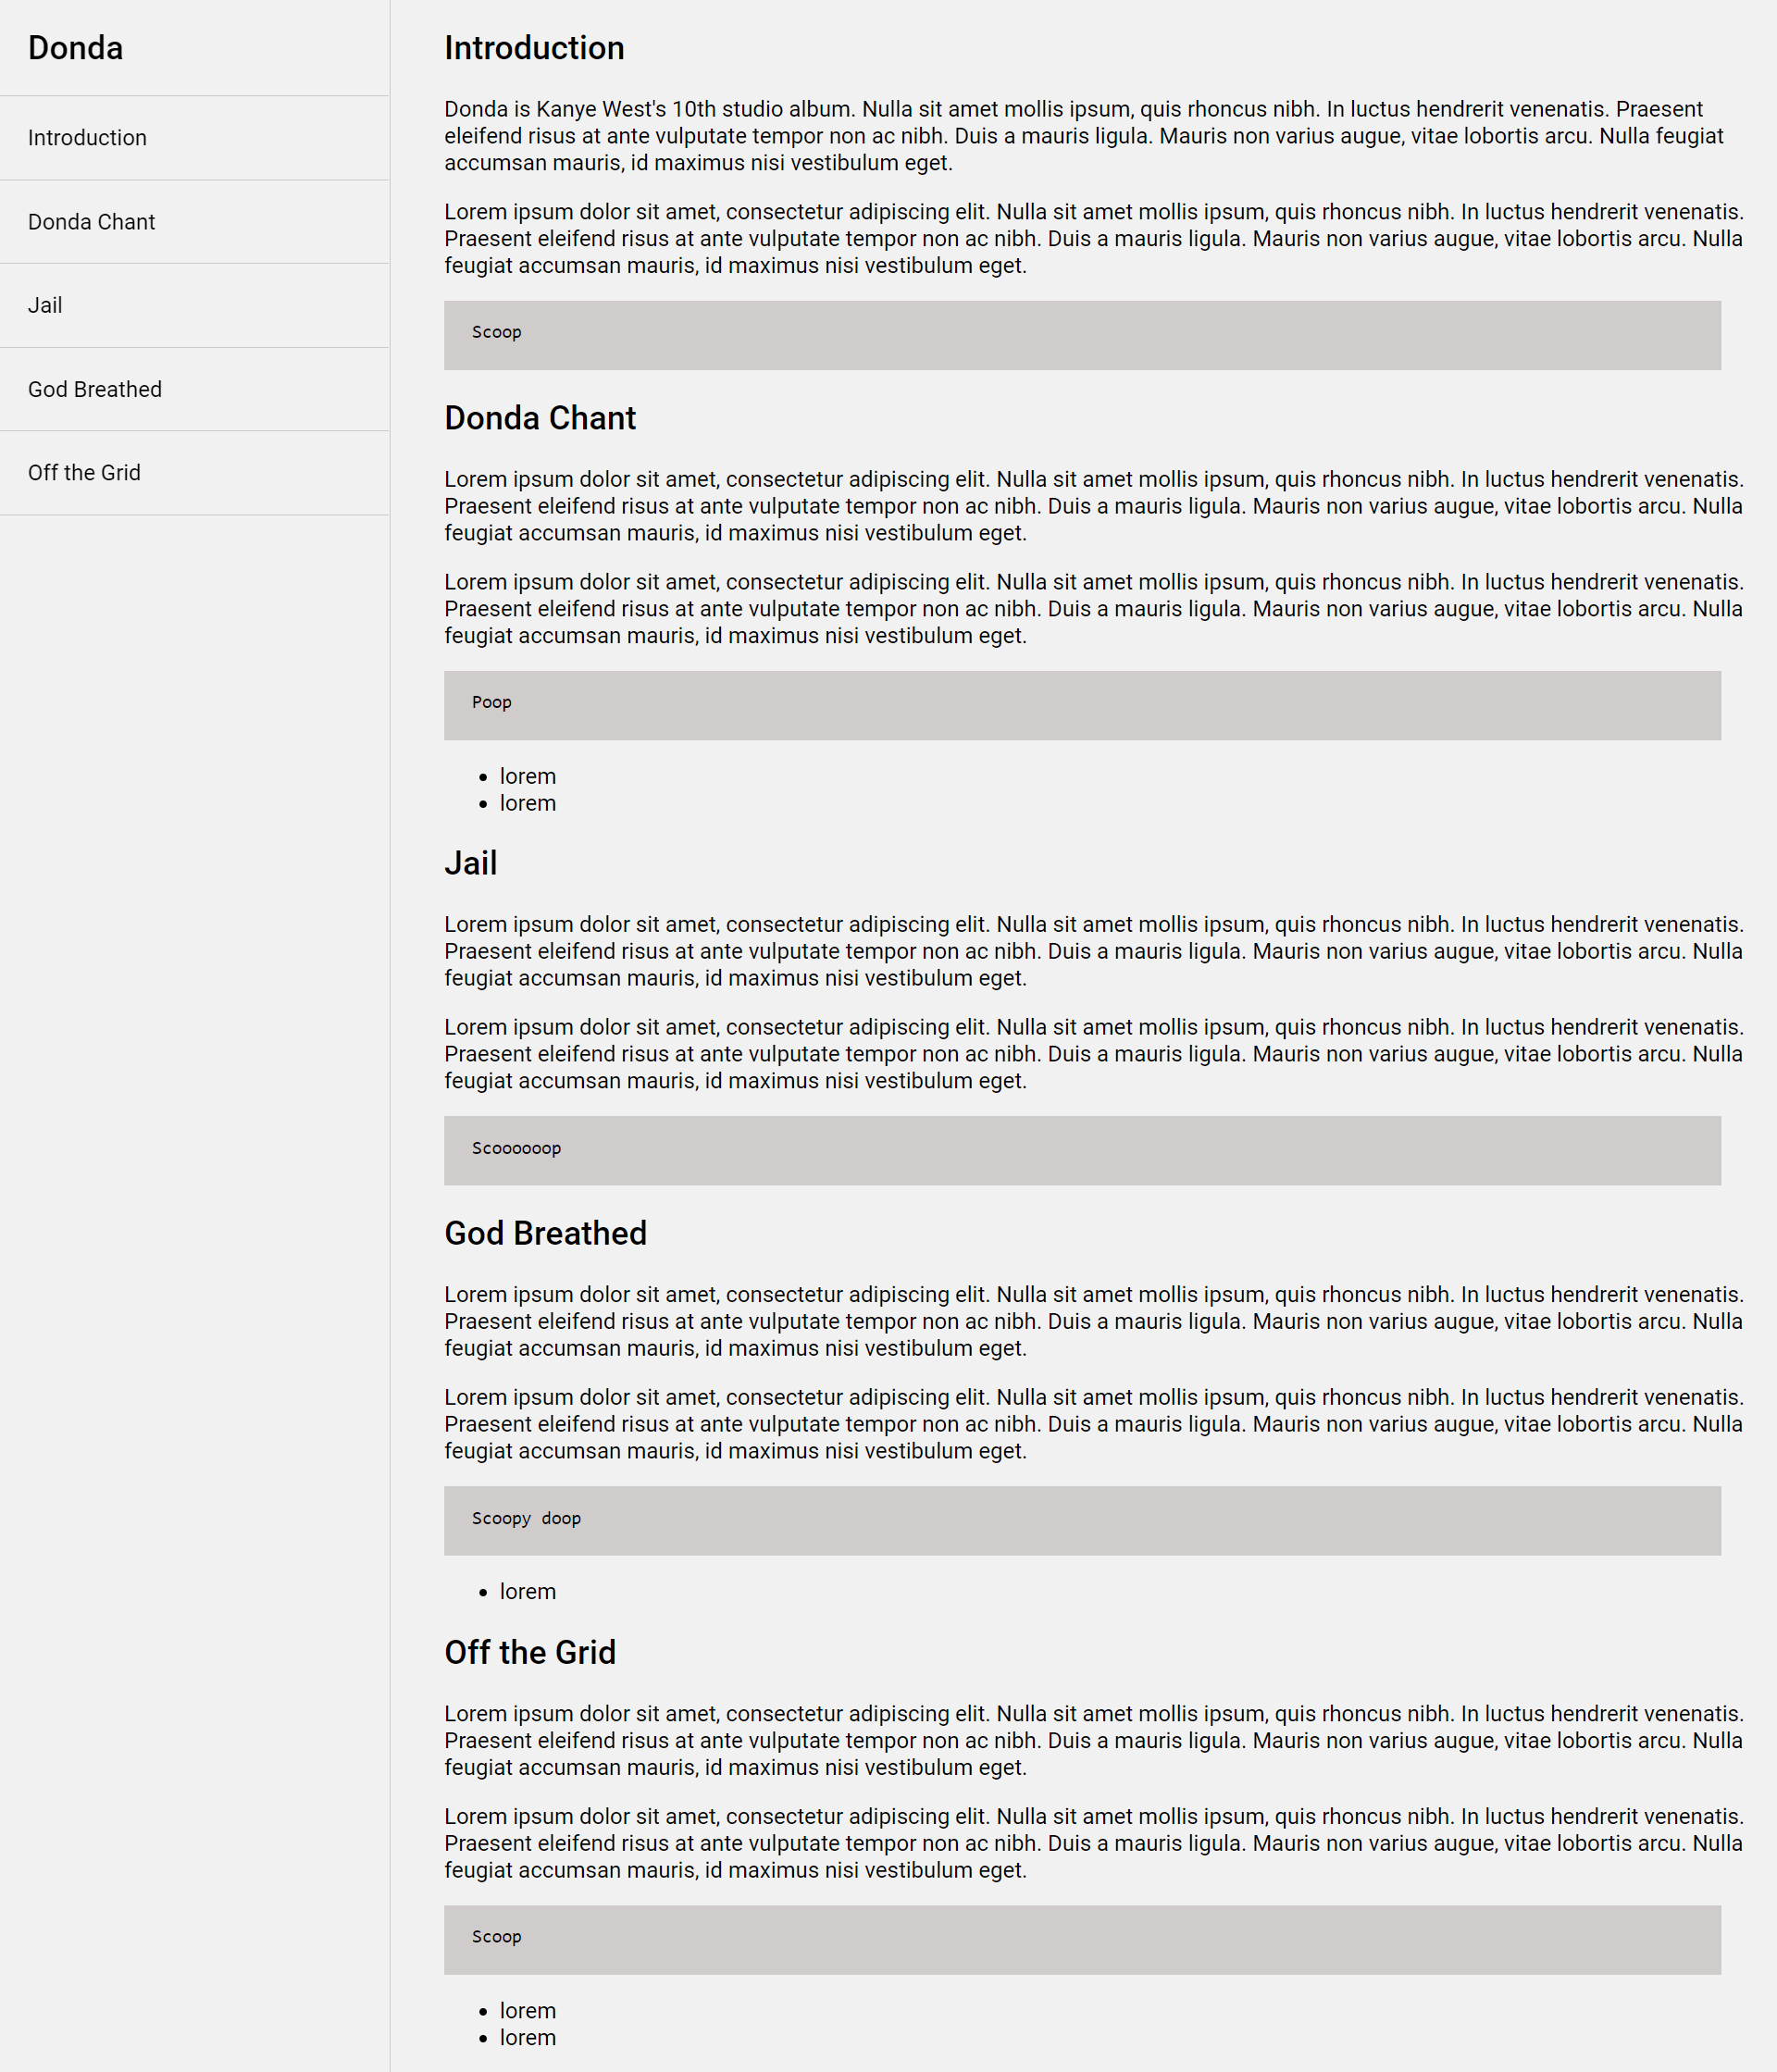 Donda
Introduction
Donda Chant
Jail
God Breathed
Off the Grid
Introduction
Donda is Kanye West's 10th studio album. Nulla sit amet mollis ipsum, quis rhoncus nibh. In luctus hendrerit venenatis. Praesent
eleifend risus at ante vulputate tempor non ac nibh. Duis a mauris ligula. Mauris non varius augue, vitae lobortis arcu. Nulla feugiat
accumsan mauris, id maximus nisi vestibulum eget.
Lorem ipsum dolor sit amet, consectetur adipiscing elit. Nulla sit amet mollis ipsum, quis rhoncus nibh. In luctus hendrerit venenatis.
Praesent eleifend risus at ante vulputate tempor non ac nibh. Duis a mauris ligula. Mauris non varius augue, vitae lobortis arcu. Nulla
feugiat accumsan mauris, id maximus nisi vestibulum eget.
Scoop
Donda Chant
Lorem ipsum dolor sit amet, consectetur adipiscing elit. Nulla sit amet mollis ipsum, quis rhoncus nibh. In luctus hendrerit venenatis.
Praesent eleifend risus at ante vulputate tempor non ac nibh. Duis a mauris ligula. Mauris non varius augue, vitae lobortis arcu. Nulla
feugiat accumsan mauris, id maximus nisi vestibulum eget.
Lorem ipsum dolor sit amet, consectetur adipiscing elit. Nulla sit amet mollis ipsum, quis rhoncus nibh. In luctus hendrerit venenatis.
Praesent eleifend risus at ante vulputate tempor non ac nibh. Duis a mauris ligula. Mauris non varius augue, vitae lobortis arcu. Nulla
feugiat accumsan mauris, id maximus nisi vestibulum eget.
Poop
• lorem
• lorem
Jail
Lorem ipsum dolor sit amet, consectetur adipiscing elit. Nulla sit amet mollis ipsum, quis rhoncus nibh. In luctus hendrerit venenatis.
Praesent eleifend risus at ante vulputate tempor non ac nibh. Duis a mauris ligula. Mauris non varius augue, vitae lobortis arcu. Nulla
feugiat accumsan mauris, id maximus nisi vestibulum eget.
Lorem ipsum dolor sit amet, consectetur adipiscing elit. Nulla sit amet mollis ipsum, quis rhoncus nibh. In luctus hendrerit venenatis.
Praesent eleifend risus at ante vulputate tempor non ac nibh. Duis a mauris ligula. Mauris non varius augue, vitae lobortis arcu. Nulla
feugiat accumsan mauris, id maximus nisi vestibulum eget.
Scoooooop
God Breathed
Lorem ipsum dolor sit amet, consectetur adipiscing elit. Nulla sit amet mollis ipsum, quis rhoncus nibh. In luctus hendrerit venenatis.
Praesent eleifend risus at ante vulputate tempor non ac nibh. Duis a mauris ligula. Mauris non varius augue, vitae lobortis arcu. Nulla
feugiat accumsan mauris, id maximus nisi vestibulum eget.
Lorem ipsum dolor sit amet, consectetur adipiscing elit. Nulla sit amet mollis ipsum, quis rhoncus nibh. In luctus hendrerit venenatis.
Praesent eleifend risus at ante vulputate tempor non ac nibh. Duis a mauris ligula. Mauris non varius augue, vitae lobortis arcu. Nulla
feugiat accumsan mauris, id maximus nisi vestibulum eget.
Scoopy doop
• lorem
Off the Grid
Lorem ipsum dolor sit amet, consectetur adipiscing elit. Nulla sit amet mollis ipsum, quis rhoncus nibh. In luctus hendrerit venenatis.
Praesent eleifend risus at ante vulputate tempor non ac nibh. Duis a mauris ligula. Mauris non varius augue, vitae lobortis arcu. Nulla
feugiat accumsan mauris, id maximus nisi vestibulum eget.
Lorem ipsum dolor sit amet, consectetur adipiscing elit. Nulla sit amet mollis ipsum, quis rhoncus nibh. In luctus hendrerit venenatis.
Praesent eleifend risus at ante vulputate tempor non ac nibh. Duis a mauris ligula. Mauris non varius augue, vitae lobortis arcu. Nulla
feugiat accumsan mauris, id maximus nisi vestibulum eget.
Scoop
• lorem
• lorem